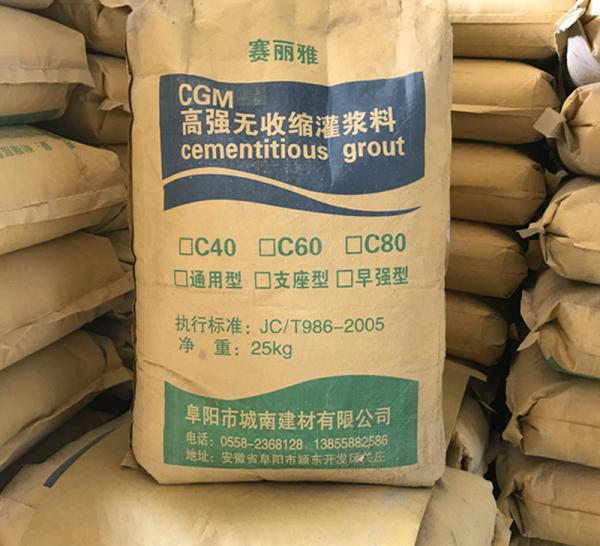 赛丽雅
CGM
高强无收缩灌浆料
cementitious grout
□C40 □C60 □C80
□通用型 □支座型 □早强型
执行标准：JC/T986-2005
净 重：25kg
阜阳市城南建材有限公司
电话：0558-2368128 13855882586
地址：安徽省阜阳市颍东开发区关庄